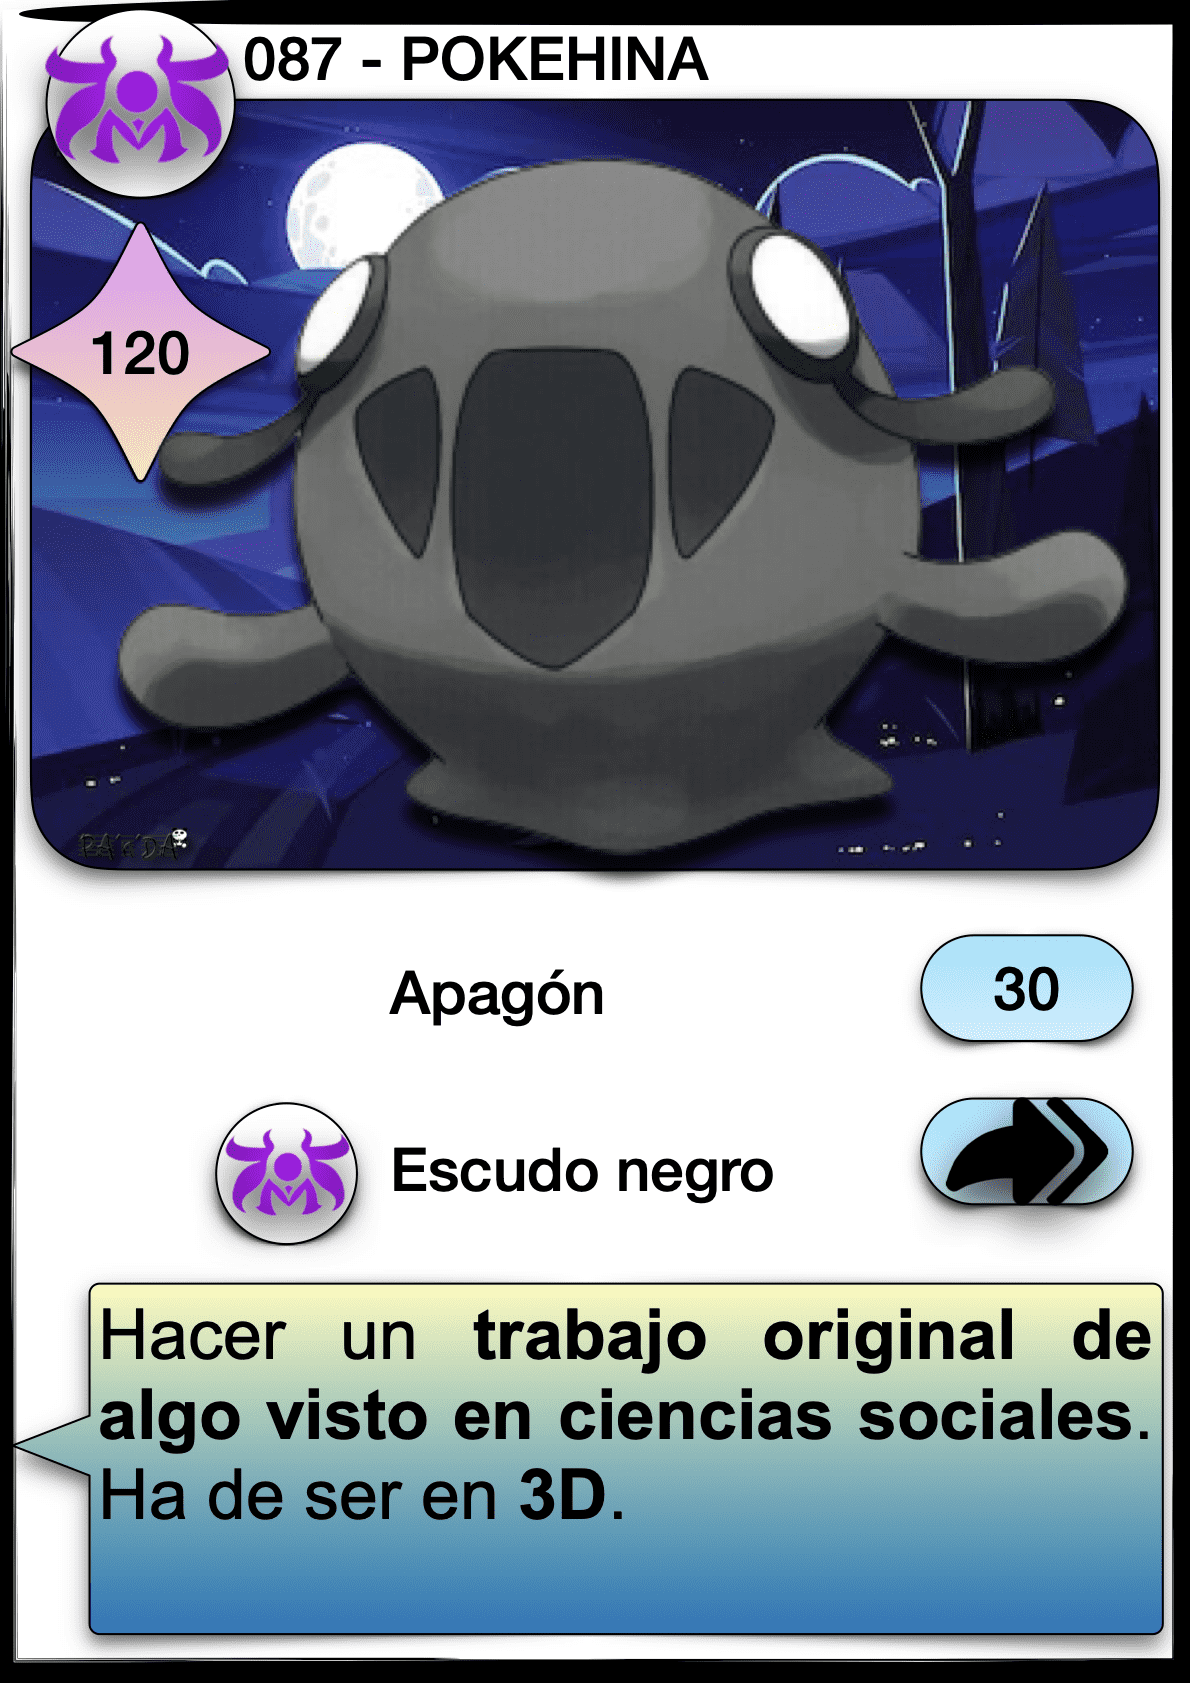 087 - POKEHINA
120
Apagón
30
Escudo negro
Hacer un trabajo original de
algo visto en ciencias sociales.
Ha de ser en 3D.